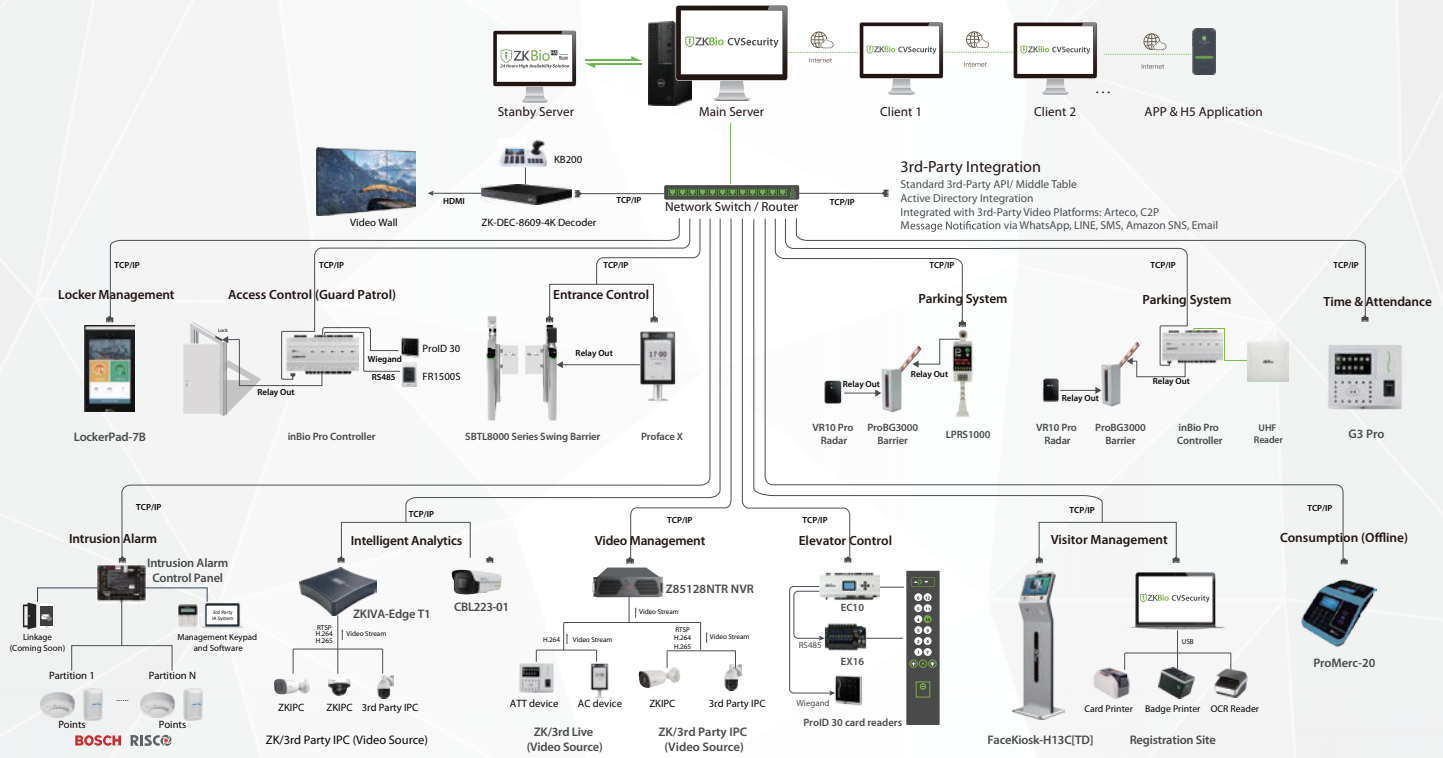 ZKBio
24 Hours High Availability Solution
ZKBio CVSecurity
ZKBio CVSecurity
ZKBio CVSecurity
Internet
Internet
Internet
Stanby Server
Main Server
Client 1
Client 2
...
APP & H5 Application
KB200
HDMI
TCP/IP
TCP/IP
Video Wall
ZK-DEC-8609-4K Decoder
Network Switch / Router
3rd-Party Integration
Standard 3rd-Party API/ Middle Table
Active Directory Integration
Integrated with 3rd-Party Video Platforms: Arteco, C2P
Message Notification via WhatsApp, LINE, SMS, Amazon SNS, Email
TCP/IP
TCP/IP
TCP/IP
TCP/IP
TCP/IP
TCP/IP
Locker Management
Access Control (Guard Patrol)
Entrance Control
Parking System
Parking System
Time & Attendance
Lock
Wiegand
ProID 30
RS485
FR1500S
Relay Out
Relay Out
17:00
Relay Out
Relay Out
Relay Out
Relay Out
LockerPad-7B
inBio Pro Controller
SBTL8000 Series Swing Barrier
Proface X
VR10 Pro
Radar
ProBG3000
Barrier
LPRS1000
VR10 Pro
Radar
ProBG3000
Barrier
inBio Pro
Controller
UHF
Reader
G3 Pro
TCP/IP
TCP/IP
TCP/IP
TCP/IP
TCP/IP
TCP/IP
Intrusion Alarm
Intelligent Analytics
Video Management
Elevator Control
Visitor Management
Consumption (Offline)
Intrusion Alarm
Control Panel
3rd Party
IA System
Linkage
(Coming Soon)
Management Keypad
and Software
Partition 1
Partition N
......
Points
Points
BOSCH RISCO
ZKIVA-Edge T1
CBL223-01
RTSP
H.264
H.265
Video Stream
ZKIPC
ZKIPC
3rd Party IPC
ZK/3rd Party IPC (Video Source)
Z85128NTR NVR
Video Stream
H.264
Video Stream
RTSP
H.264
H.265
Video Stream
ATT device
AC device
ZKIPC
3rd Party IPC
ZK/3rd Live
(Video Source)
ZK/3rd Party IPC
(Video Source)
EC10
RS485
EX16
Wiegand
ProID 30 card readers
ZKBio CVSecurity
USB
Card Printer
Badge Printer
OCR Reader
FaceKiosk-H13C[TD]
Registration Site
ProMerc-20